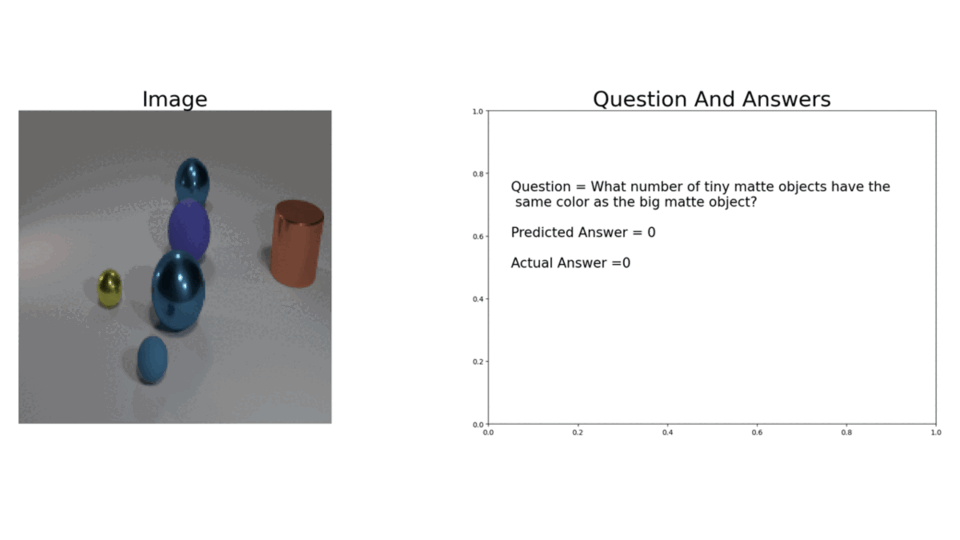 Image
Question And Answers
1.0
0.8
0.6
0.4
0.2
0.0
0.0 0.2 0.4 0.6 0.8 1.0
Question = What number of tiny matte objects have the
same color as the big matte object?
Predicted Answer = 0
Actual Answer =0